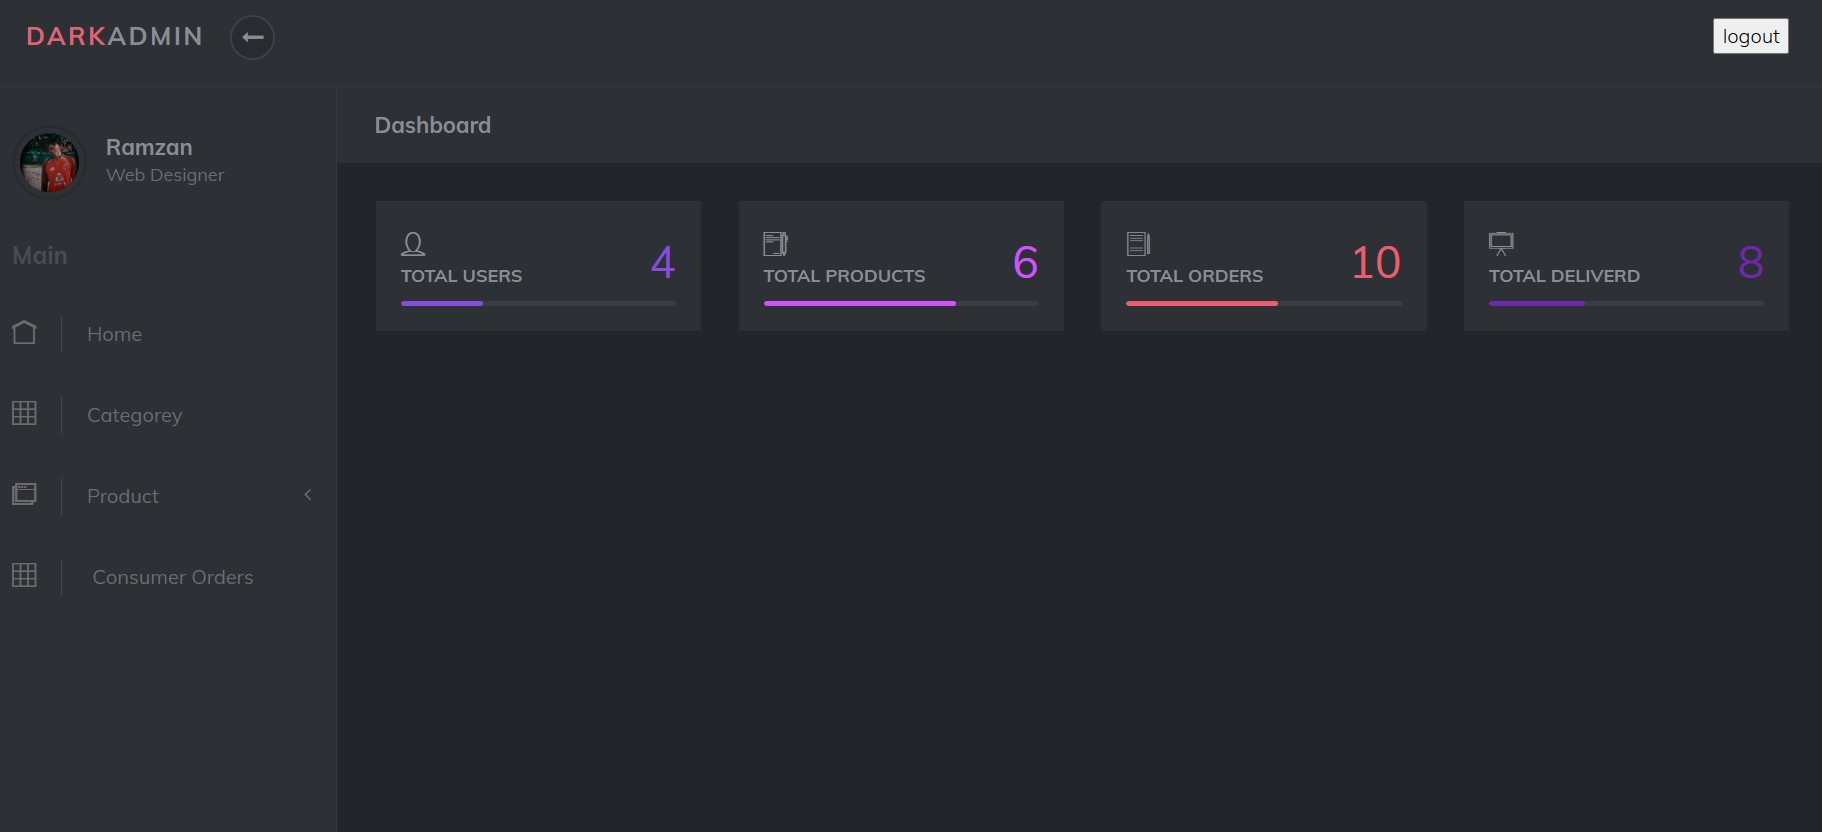 DARKADMIN
logout
Ramzan
Web Designer
Main
Home
Categorey
Product
Consumer Orders
Dashboard
TOTAL USERS
4
TOTAL PRODUCTS
6
TOTAL ORDERS
10
TOTAL DELIVERD
8